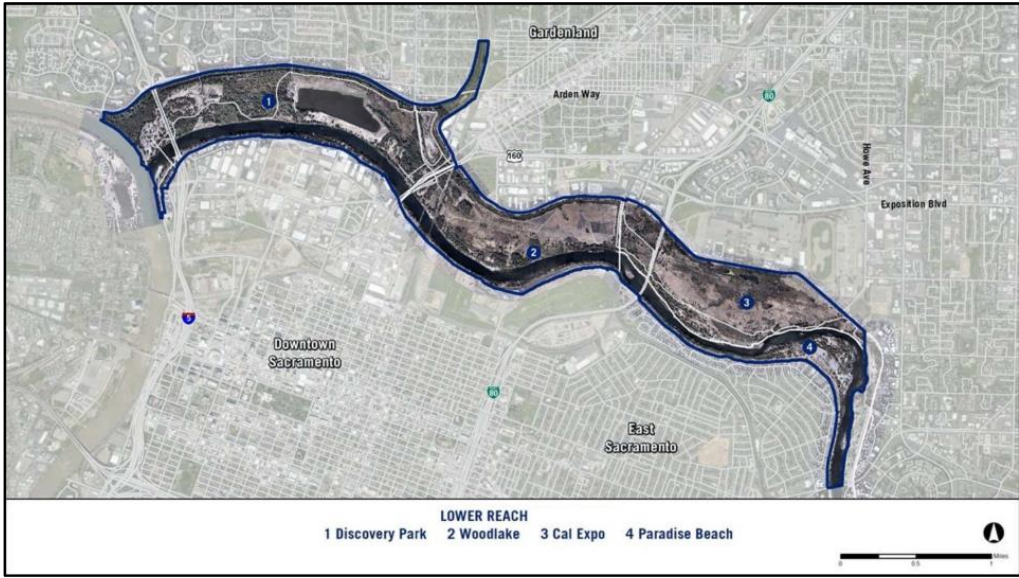 Gardenland
Arden Way
80
1
160
Howe Ave
Exposition Blvd
2
3
5
4
Downtown
Sacramento
80
East
Sacramento
LOWER REACH
1 Discovery Park 2 Woodlake 3 Cal Expo 4 Paradise Beach
Miles
0 0.5 1